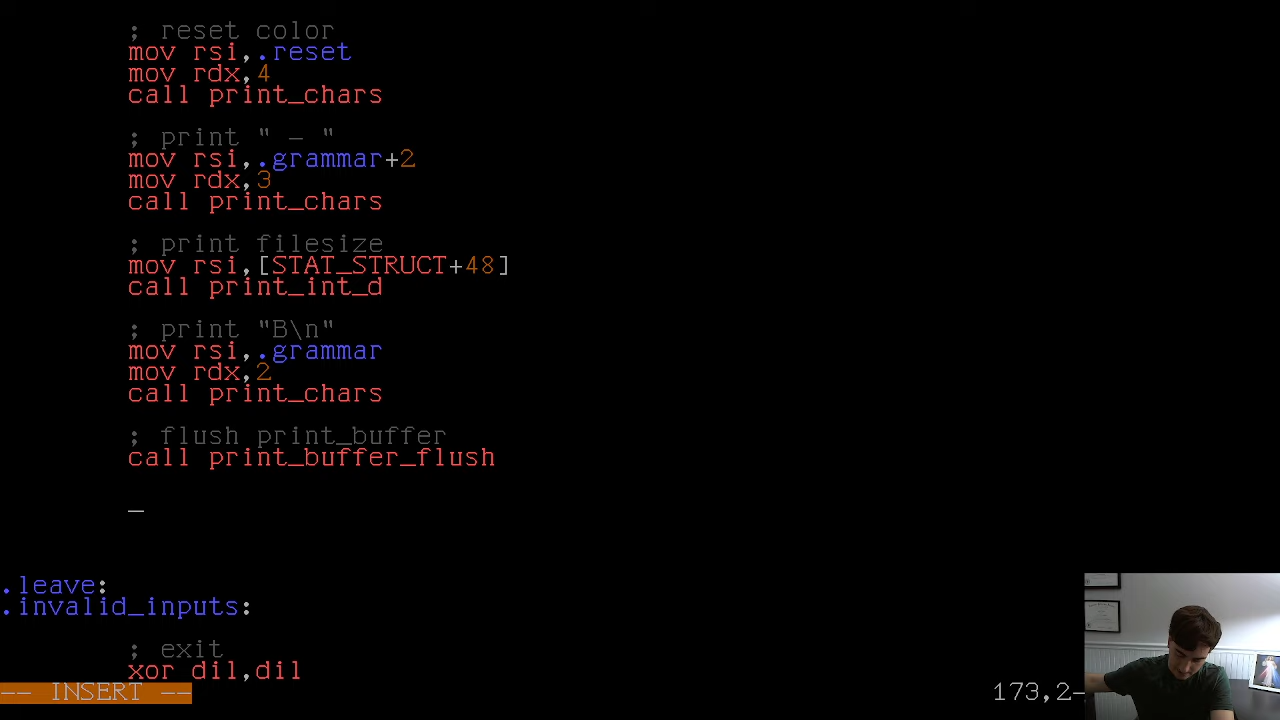 ; reset color
mov rsi,.reset
mov rdx,4
call print_chars
; print " - "
mov rsi,.grammar+2
mov rdx,3
call print_chars
; print filesize
mov rsi,[STAT_STRUCT+48]
call print_int_d
; print "B\n"
mov rsi,.grammar
mov rdx,2
call print_chars
; flush print_buffer
call print_buffer_flush
.leave:
.invalid_inputs:
; exit
xor dil,dil
-- INSERT -- 173,2-